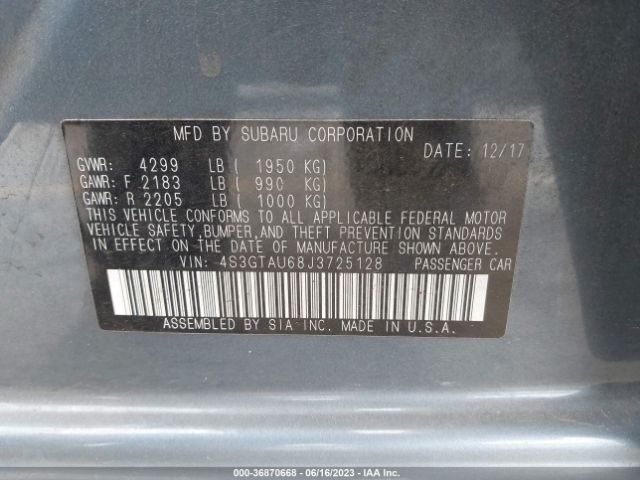 MFD BY SUBARU CORPORATION
DATE: 12/17
GVWR: 4299 LB ( 1950 KG)
GAWR: F 2183 LB ( 990 KG)
GAWR: R 2205 LB ( 1000 KG)
THIS VEHICLE CONFORMS TO ALL APPLICABLE FEDERAL MOTOR
VEHICLE SAFETY, BUMPER, AND THEFT PREVENTION STANDARDS
IN EFFECT ON THE DATE OF MANUFACTURE SHOWN ABOVE.
VIN: 4S3GTAU68J3725128 PASSENGER CAR
ASSEMBLED BY SIA INC. MADE IN U.S.A.
000-36870668 - 06/16/2023 - IAA Inc.